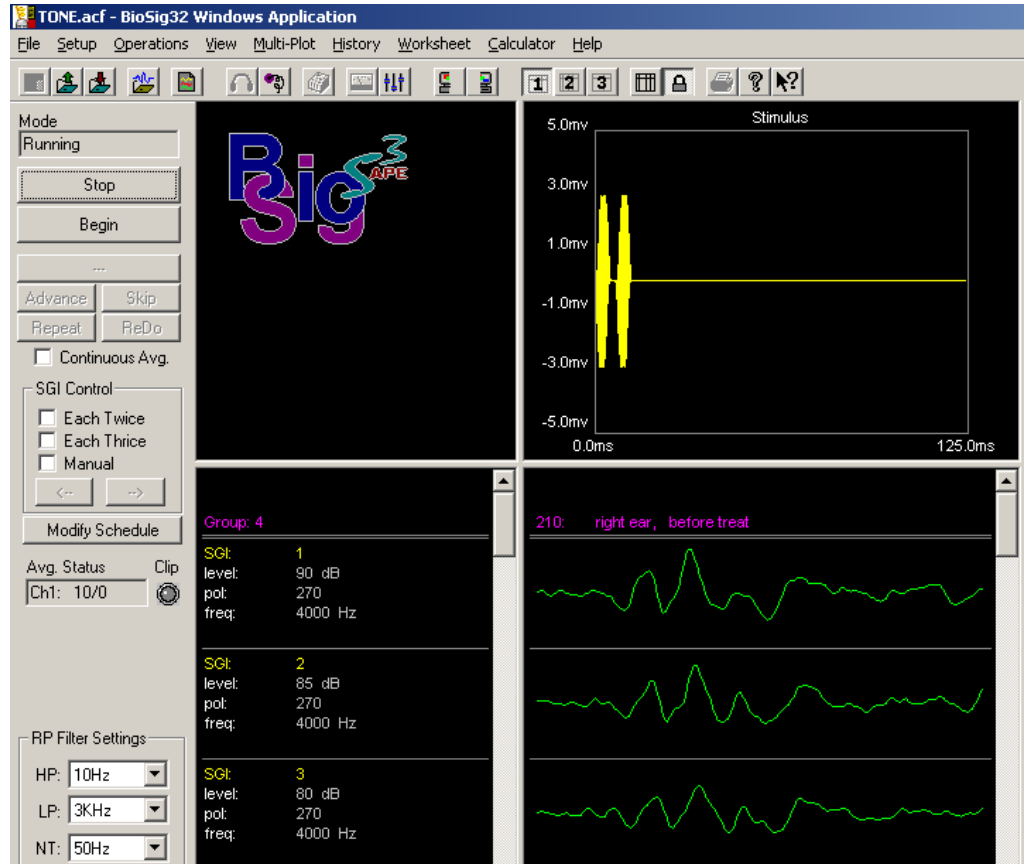 TONE.acf - BioSig32 Windows Application
File Setup Operations View Multi-Plot History Worksheet Calculator Help
1 2 3
Mode
Running
Stop
Begin
...
Advance Skip
Repeat ReDo
Continuous Avg.
SGI Control
Each Twice
Each Thrice
Manual
<-- -->
Modify Schedule
Avg. Status Clip
Ch1: 10/0
RP Filter Settings
HP: 10Hz
LP: 3KHz
NT: 50Hz
BioSig
S3
APE
Stimulus
5.0mv
3.0mv
1.0mv
-1.0mv
-3.0mv
-5.0mv
0.0ms 125.0ms
Group: 4
SGI: 1
level: 90 dB
pol: 270
freq: 4000 Hz
SGI: 2
level: 85 dB
pol: 270
freq: 4000 Hz
SGI: 3
level: 80 dB
pol: 270
freq: 4000 Hz
210: right ear, before treat